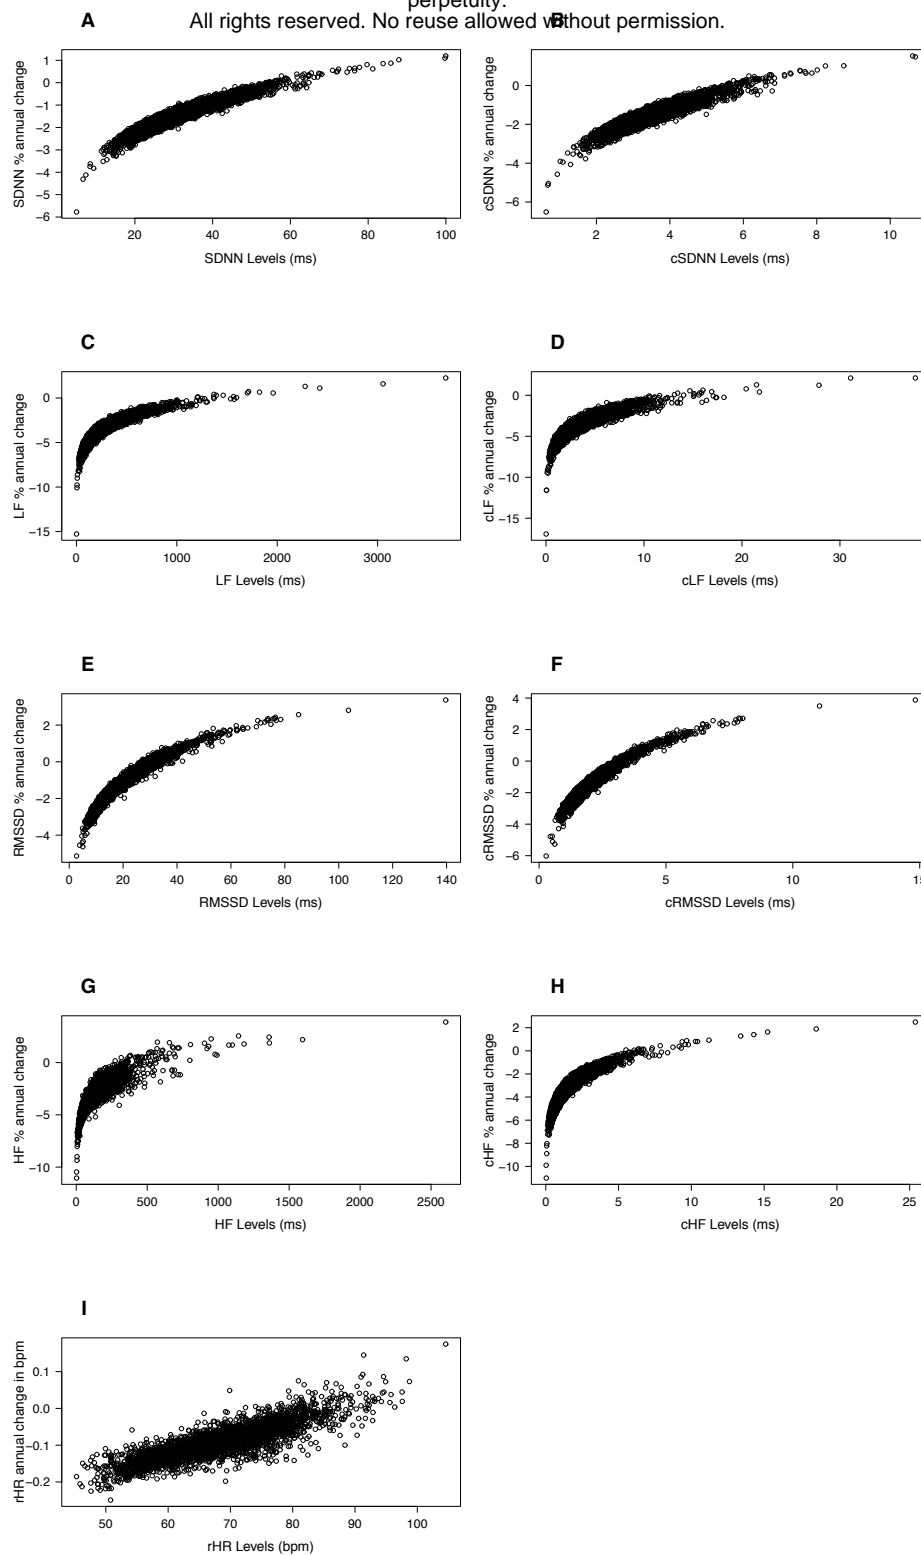 perpetuity.
All rights reserved. No reuse allowed without permission.
A
SDNN % annual change
1
0
−1
−2
−3
−4
−5
−6
20 40 60 80 100
SDNN Levels (ms)
B
cSDNN % annual change
0
−2
−4
−6
2 4 6 8 10
cSDNN Levels (ms)
C
LF % annual change
0
−5
−10
−15
0 1000 2000 3000
LF Levels (ms)
D
cLF % annual change
0
−5
−10
−15
0 10 20 30
cLF Levels (ms)
E
RMSSD % annual change
2
0
−2
−4
0 20 40 60 80 100 120 140
RMSSD Levels (ms)
F
cRMSSD % annual change
4
2
0
−2
−4
−6
0 5 10 15
cRMSSD Levels (ms)
G
HF % annual change
0
−5
−10
0 500 1000 1500 2000 2500
HF Levels (ms)
H
cHF % annual change
2
0
−2
−4
−6
−8
−10
0 5 10 15 20 25
cHF Levels (ms)
I
rHR annual change in bpm
0.1
0.0
−0.1
−0.2
50 60 70 80 90 100
rHR Levels (bpm)